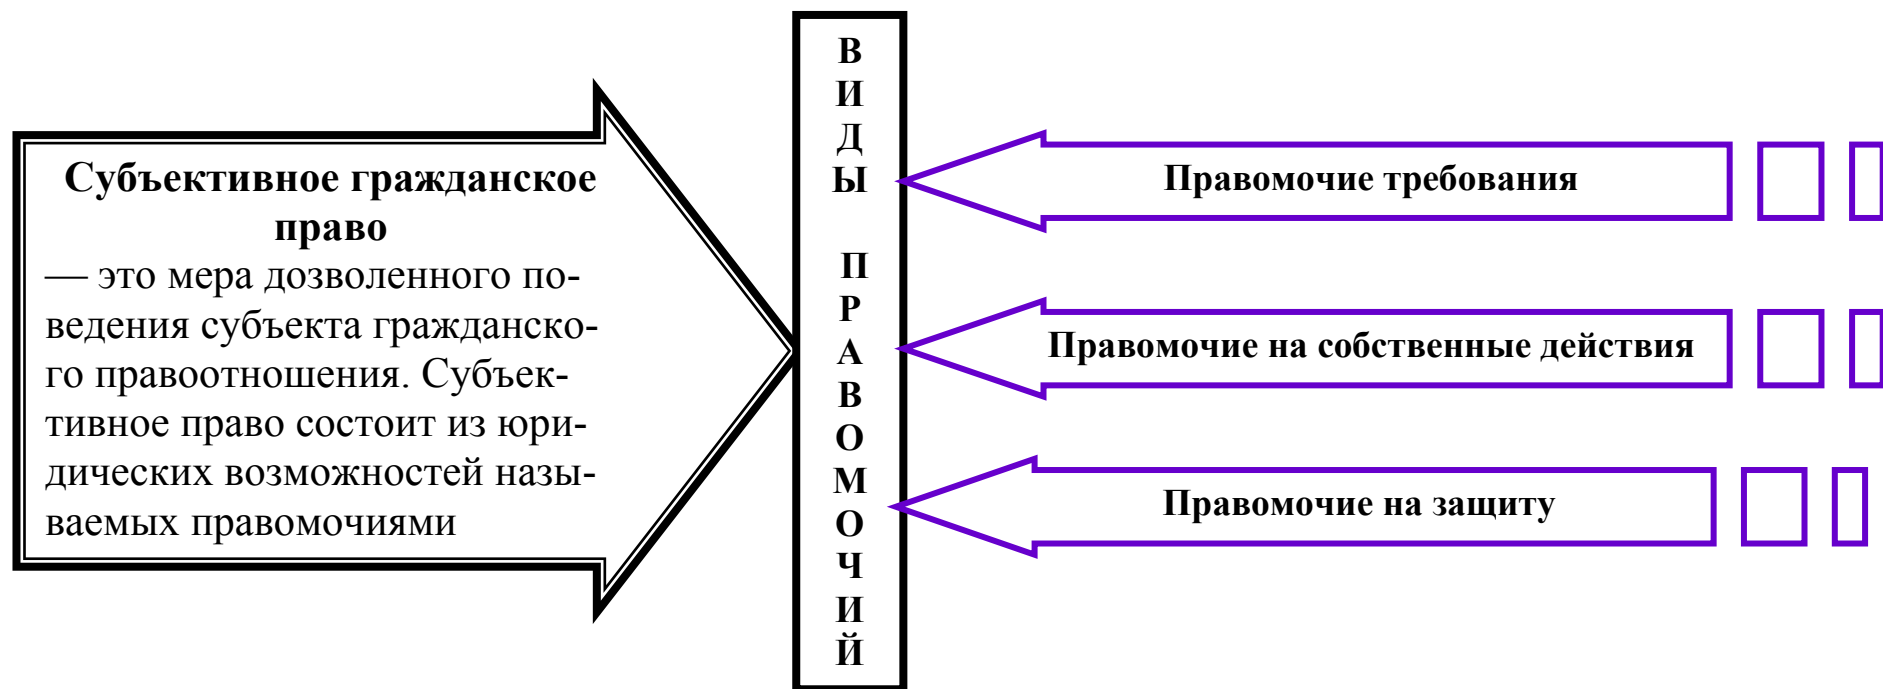 Субъективное гражданское
право
— это мера дозволенного по-
ведения субъекта гражданско-
го правоотношения. Субъек-
тивное право состоит из юри-
дических возможностей назы-
ваемых правомочиями
В
И
Д
Ы
П
Р
А
В
О
М
О
Ч
И
Й
Правомочие требования
Правомочие на собственные действия
Правомочие на защиту